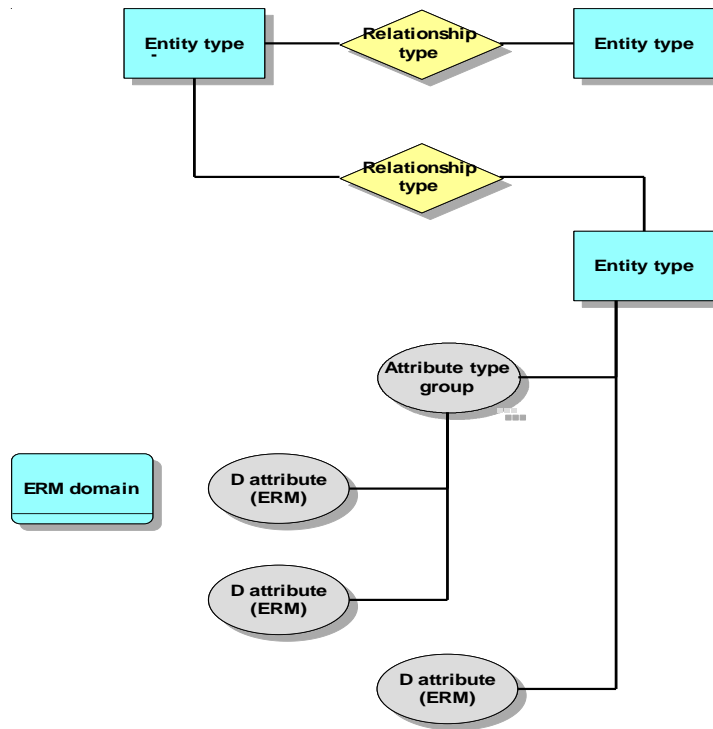 Entity type
Relationship
type
Entity type
Relationship
type
Entity type
Attribute type
group
ERM domain
D attribute
(ERM)
D attribute
(ERM)
D attribute
(ERM)